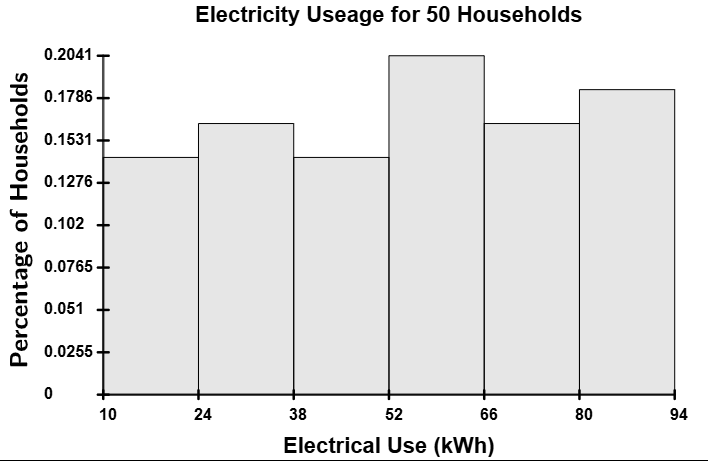 Electricity Useage for 50 Households
Percentage of Households
0.2041
0.1786
0.1531
0.1276
0.102
0.0765
0.051
0.0255
0
10 24 38 52 66 80 94
Electrical Use (kWh)